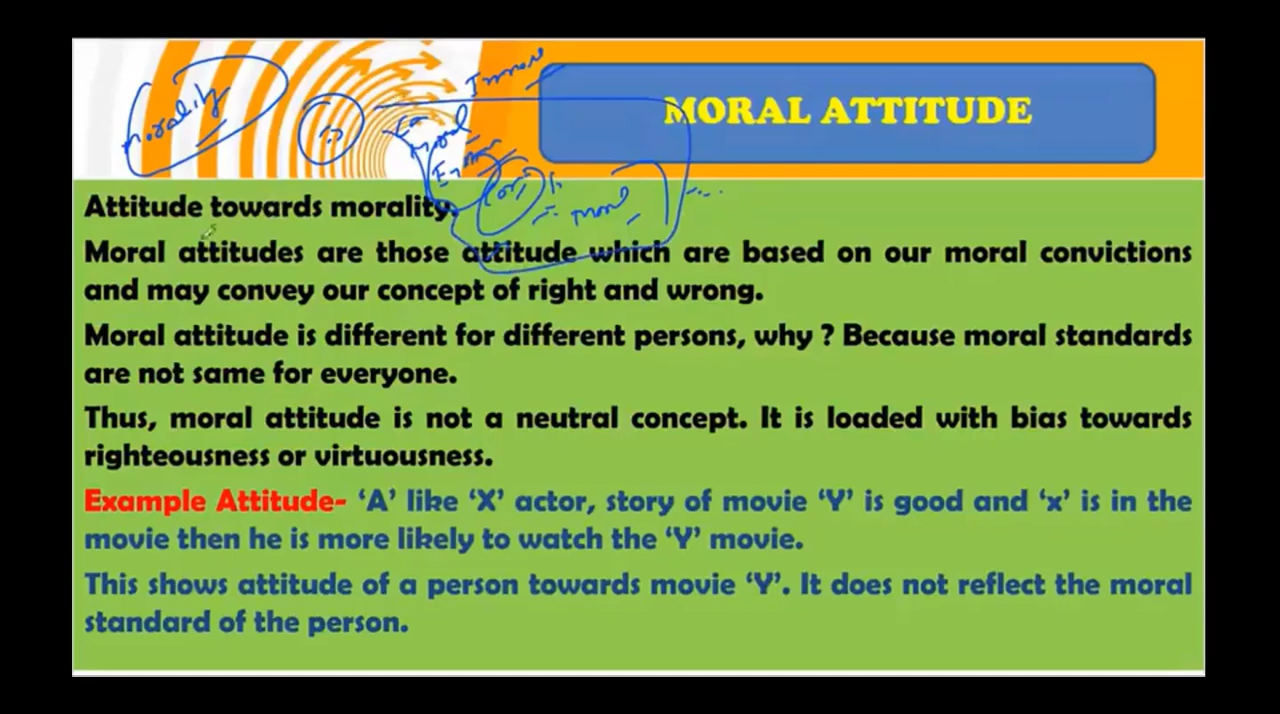 MORAL ATTITUDE
morality
Attitude towards morality.
Moral attitudes are those attitude which are based on our moral convictions
and may convey our concept of right and wrong.
Moral attitude is different for different persons, why ? Because moral standards
are not same for everyone.
Thus, moral attitude is not a neutral concept. It is loaded with bias towards
righteousness or virtuousness.
Example Attitude- ‘A’ like ‘X’ actor, story of movie ‘Y’ is good and ‘x’ is in the
movie then he is more likely to watch the ‘Y’ movie.
This shows attitude of a person towards movie ‘Y’. It does not reflect the moral
standard of the person.